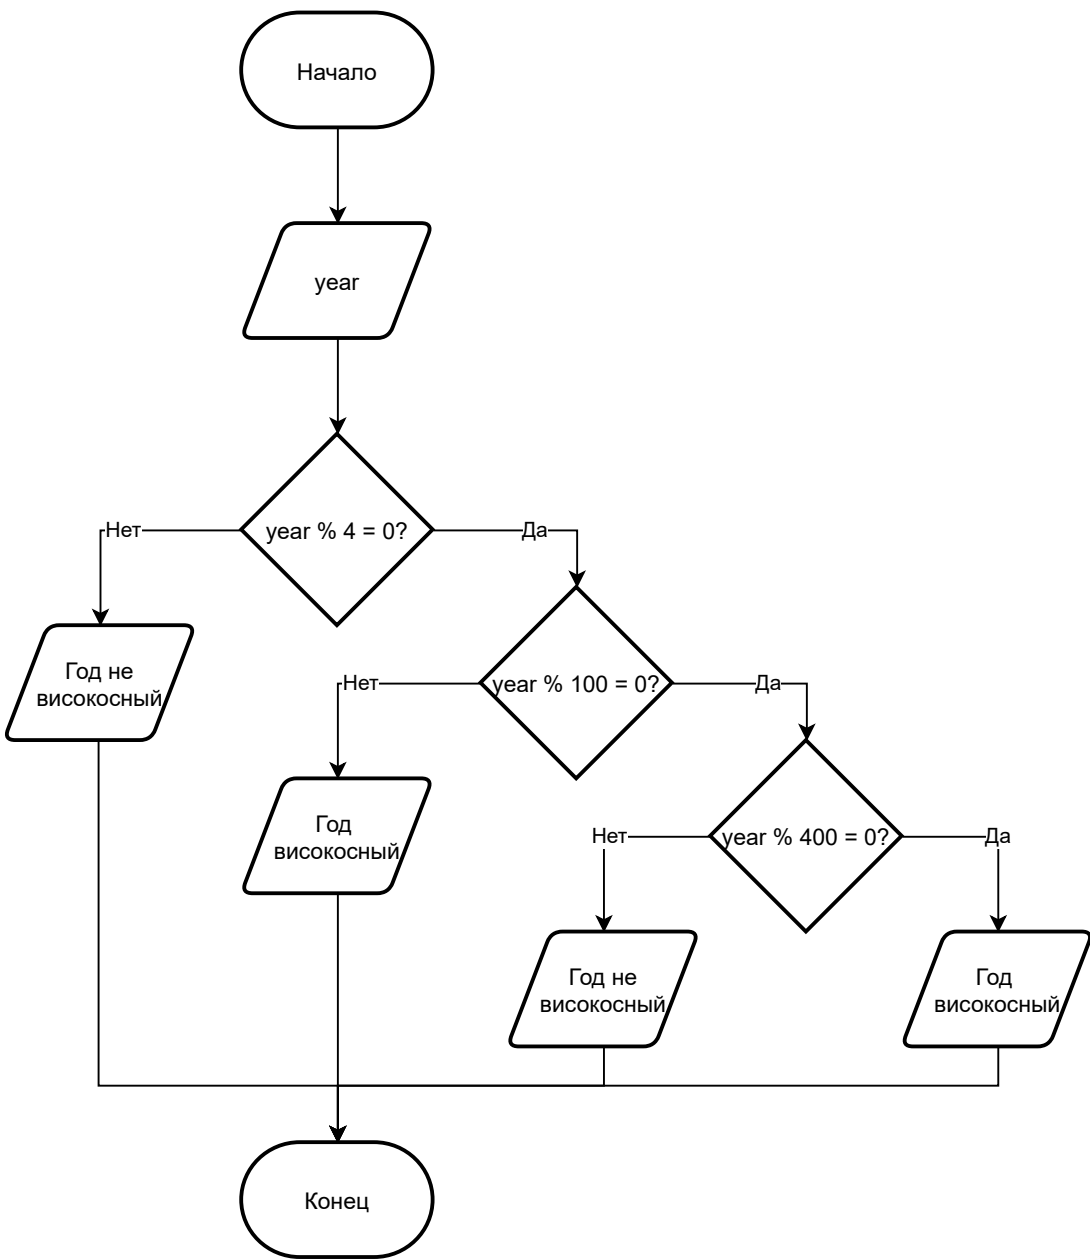 Начало
year
year % 4 = 0?
Нет
Да
Год не
високосный
year % 100 = 0?
Нет
Да
Год
високосный
year % 400 = 0?
Нет
Да
Год не
високосный
Год
високосный
Конец